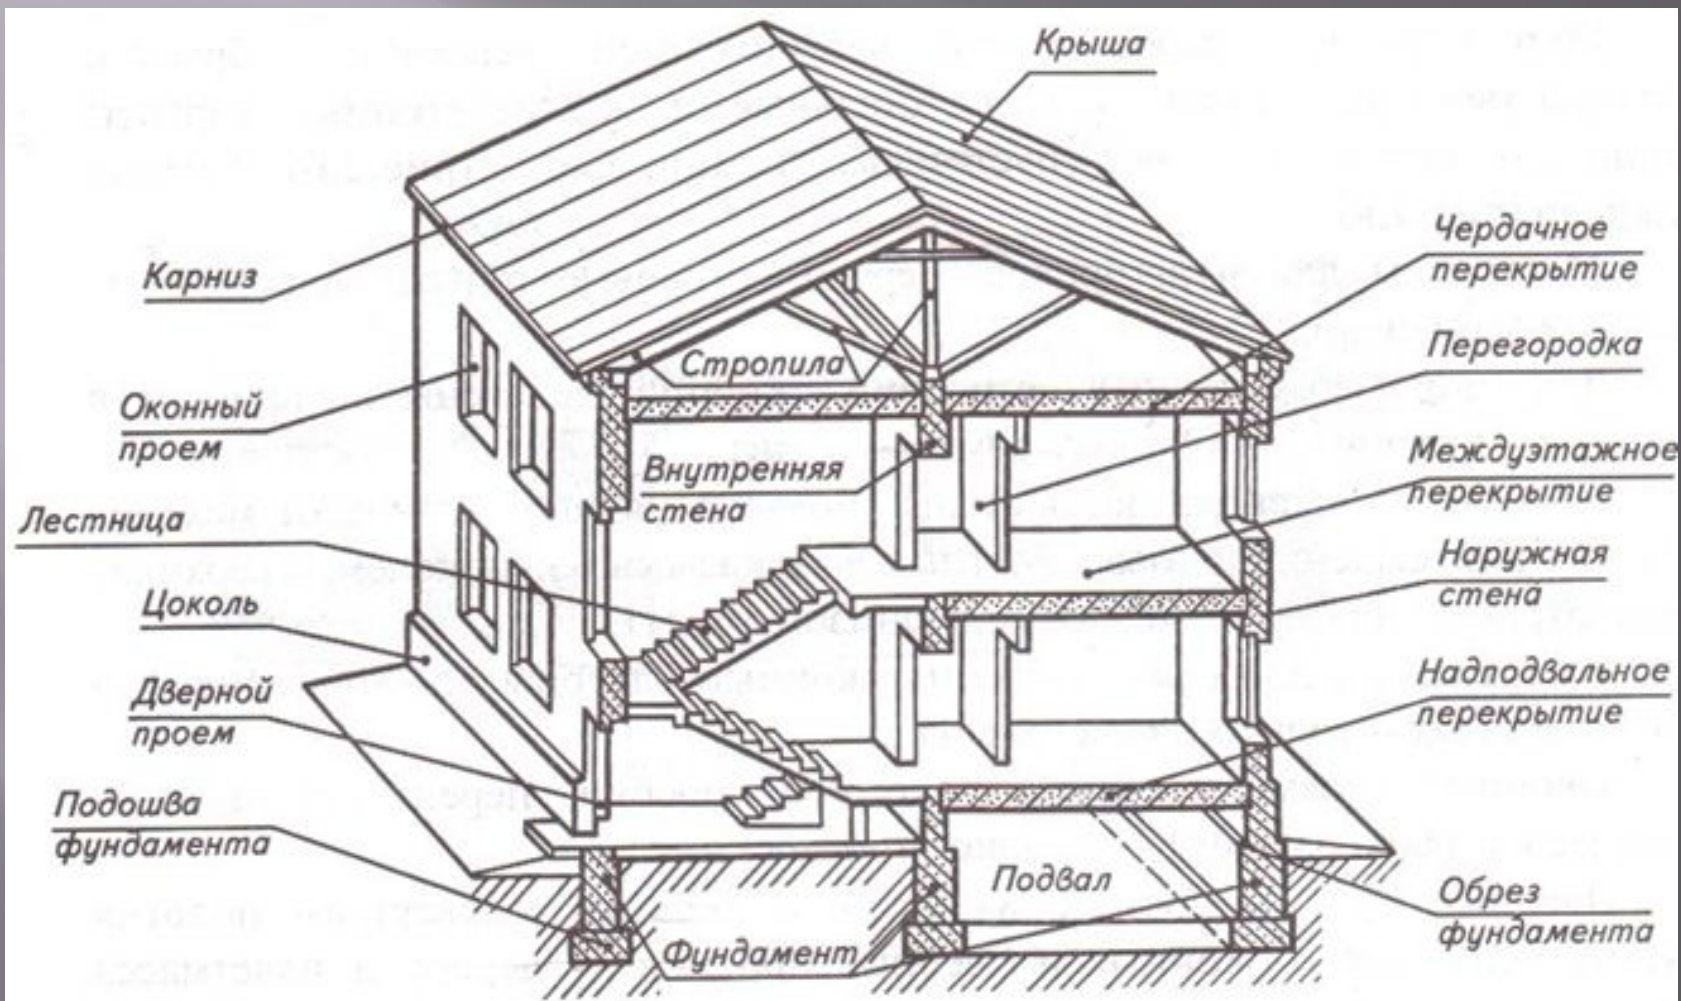 Крыша
Чердачное
перекрытие
Карниз
Стропила
Перегородка
Оконный
проем
Внутренняя
стена
Междуэтажное
перекрытие
Лестница
Наружная
стена
Цоколь
Дверной
проем
Надподвальное
перекрытие
Подошва
фундамента
Подвал
Обрез
фундамента
Фундамент